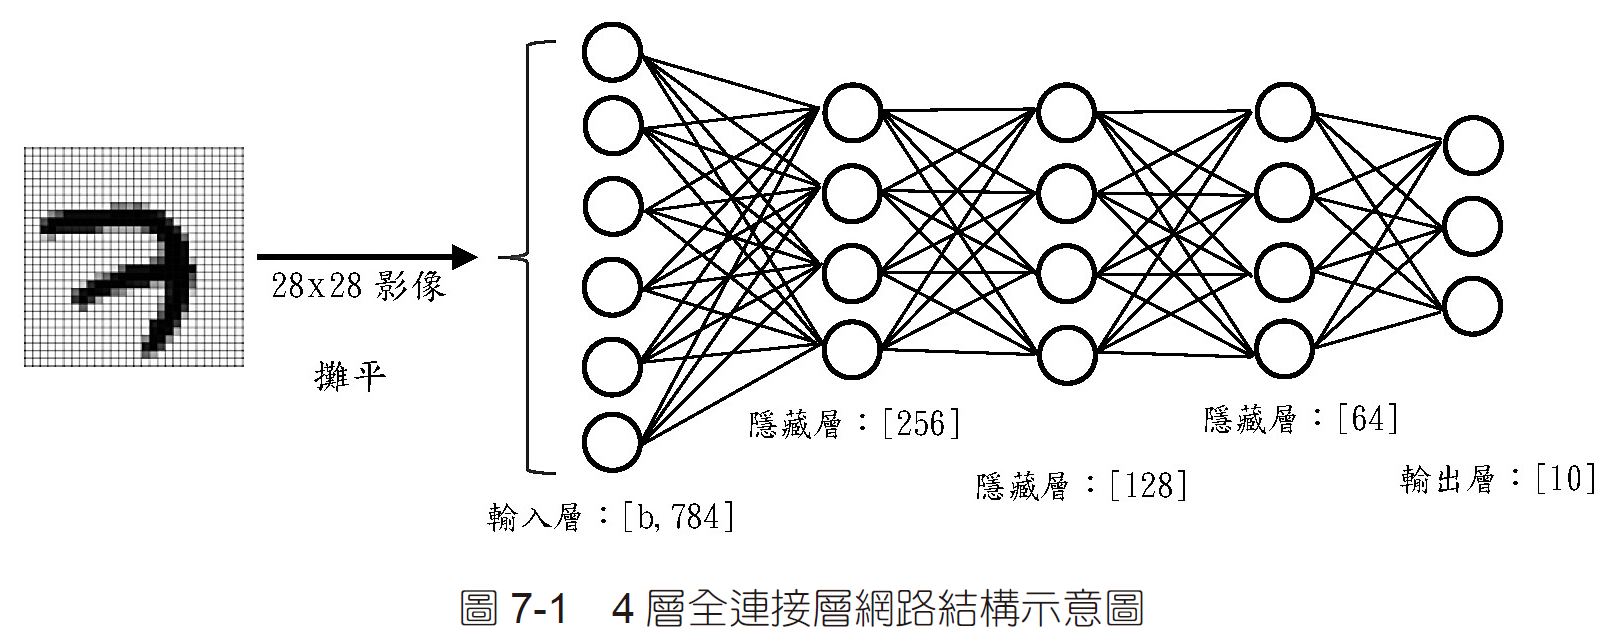 28x28 影像
攤平
輸入層：[b,784]
隱藏層：[256]
隱藏層：[128]
隱藏層：[64]
輸出層：[10]
圖 7-1　4 層全連接層網路結構示意圖